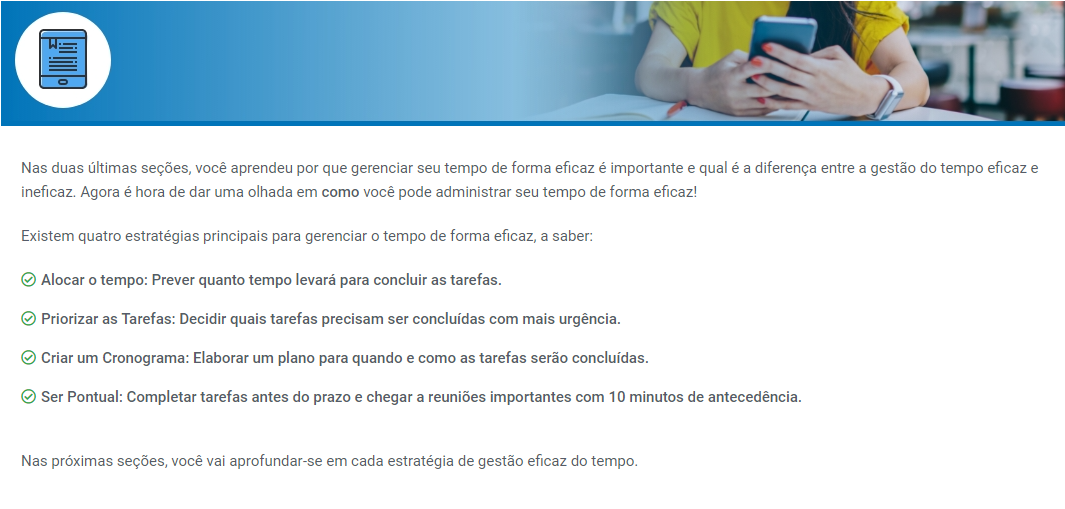 Nas duas últimas seções, você aprendeu por que gerenciar seu tempo de forma eficaz é importante e qual é a diferença entre a gestão do tempo eficaz e
ineficaz. Agora é hora de dar uma olhada em como você pode administrar seu tempo de forma eficaz!
Existem quatro estratégias principais para gerenciar o tempo de forma eficaz, a saber:
Alocar o tempo: Prever quanto tempo levará para concluir as tarefas.
Priorizar as Tarefas: Decidir quais tarefas precisam ser concluídas com mais urgência.
Criar um Cronograma: Elaborar um plano para quando e como as tarefas serão concluídas.
Ser Pontual: Completar tarefas antes do prazo e chegar a reuniões importantes com 10 minutos de antecedência.
Nas próximas seções, você vai aprofundar-se em cada estratégia de gestão eficaz do tempo.